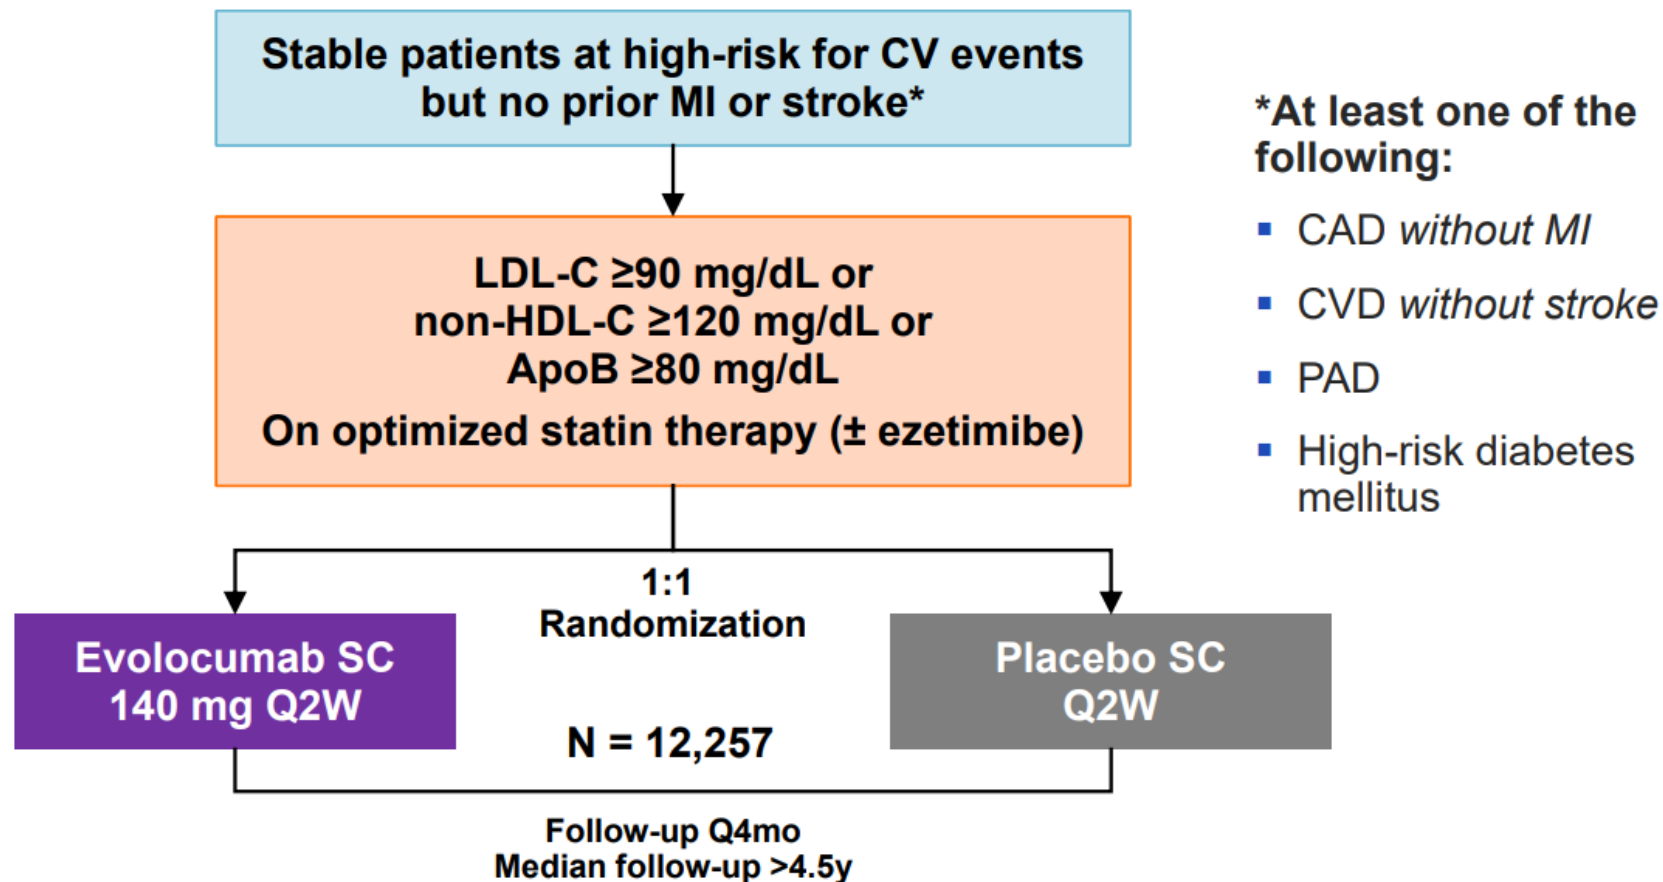 Stable patients at high-risk for CV events
but no prior MI or stroke*
*At least one of the
following:
▪ CAD without MI
▪ CVD without stroke
▪ PAD
▪ High-risk diabetes
mellitus
LDL-C ≥90 mg/dL or
non-HDL-C ≥120 mg/dL or
ApoB ≥80 mg/dL
On optimized statin therapy (± ezetimibe)
1:1
Randomization
Evolocumab SC
140 mg Q2W
Placebo SC
Q2W
N = 12,257
Follow-up Q4mo
Median follow-up >4.5y